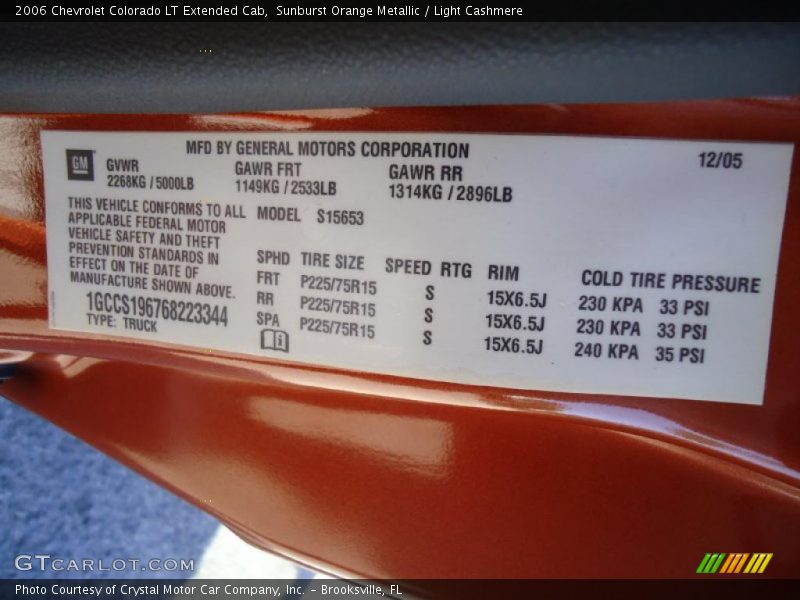 2006 Chevrolet Colorado LT Extended Cab,  Sunburst Orange Metallic / Light Cashmere
GM
MFD BY GENERAL MOTORS CORPORATION
12/05
GVWR
GAWR FRT
GAWR RR
2268KG / 5000LB
1149KG / 2533LB
1314KG / 2896LB
THIS VEHICLE CONFORMS TO ALL
APPLICABLE FEDERAL MOTOR
VEHICLE SAFETY AND THEFT
PREVENTION STANDARDS IN
EFFECT ON THE DATE OF
MANUFACTURE SHOWN ABOVE.
1GCCS196768223344
TYPE: TRUCK
MODEL S15653
SPHD TIRE SIZE SPEED RTG RIM COLD TIRE PRESSURE
FRT P225/75R15 S 15X6.5J 230 KPA 33 PSI
RR P225/75R15 S 15X6.5J 230 KPA 33 PSI
SPA P225/75R15 S 15X6.5J 240 KPA 35 PSI
GTCARLOT.COM
Photo Courtesy of Crystal Motor Car Company, Inc. – Brooksville, FL